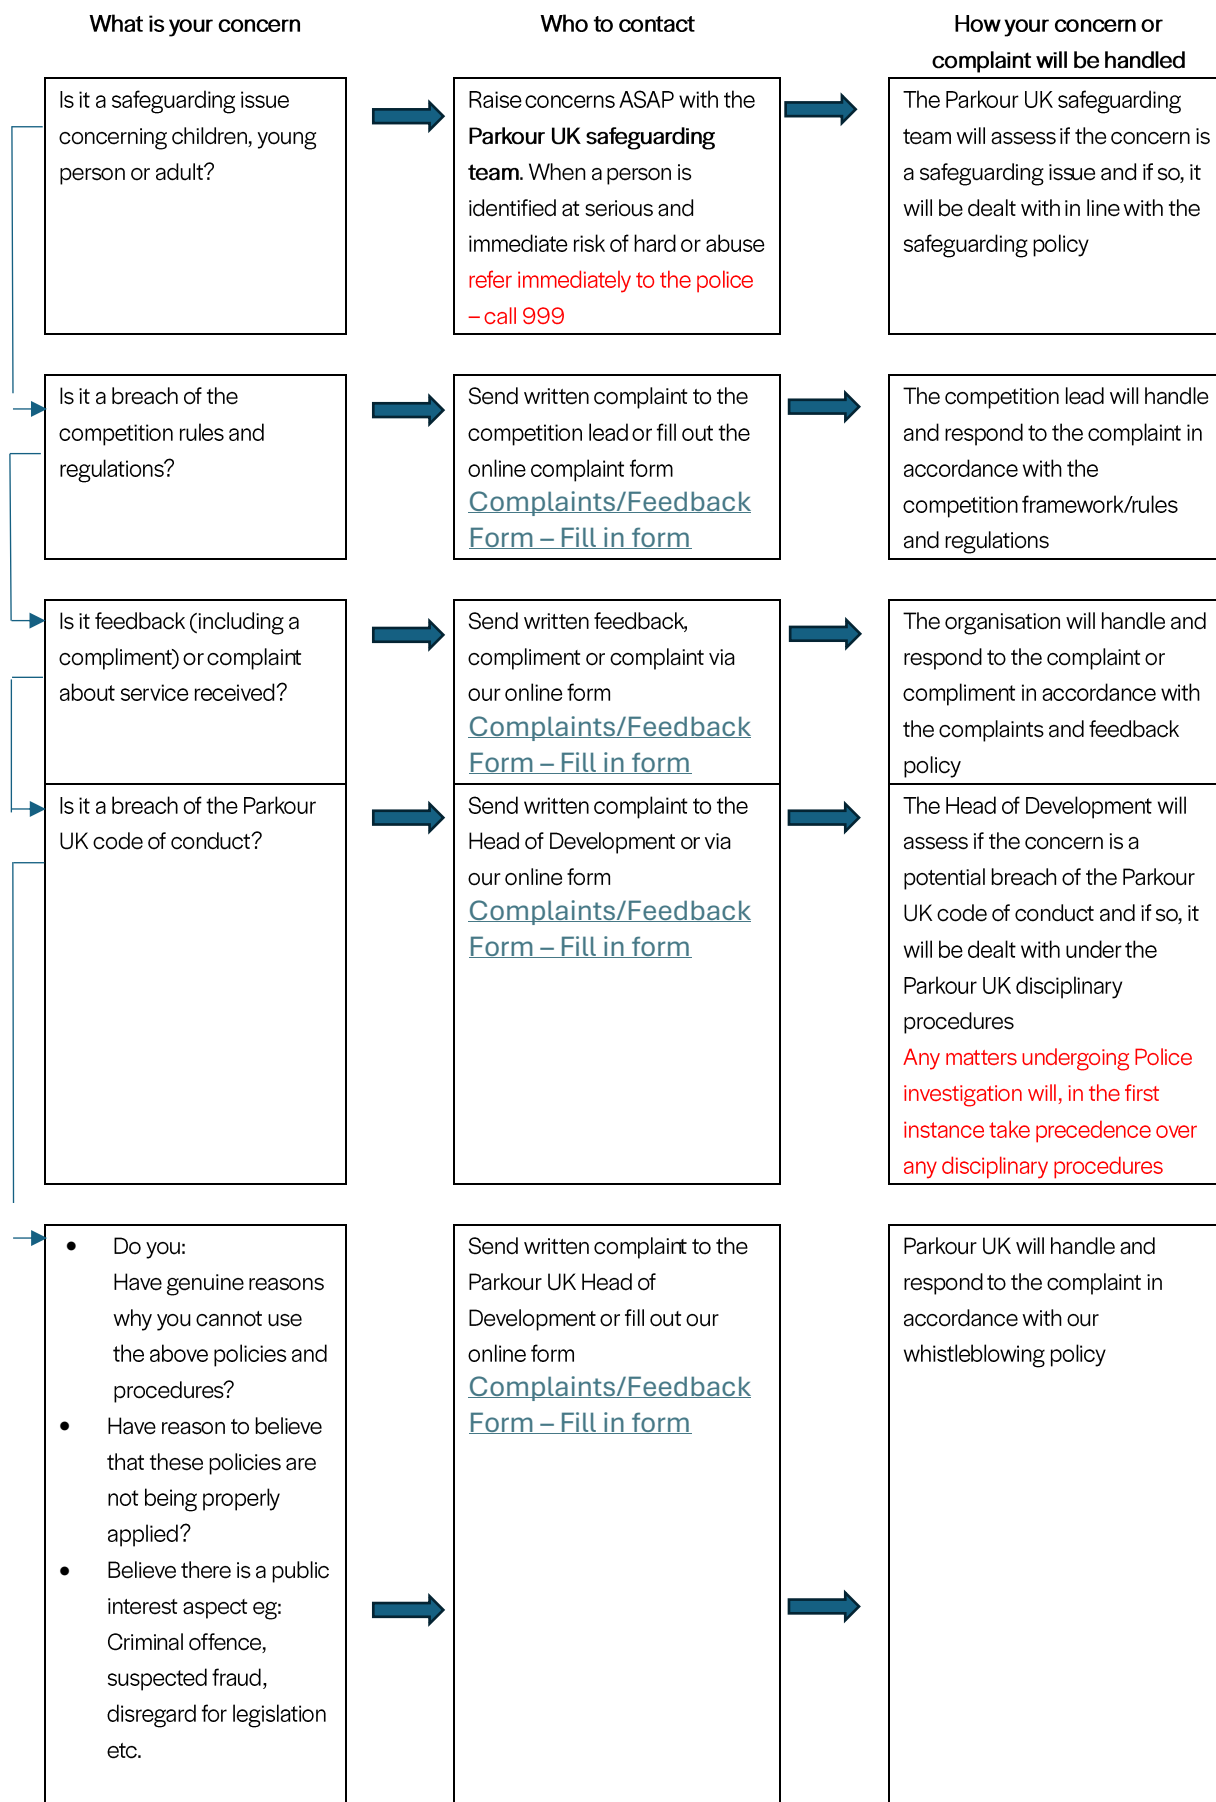 What is your concern
Who to contact
How your concern or
complaint will be handled
Is it a safeguarding issue
concerning children, young
person or adult?
Raise concerns ASAP with the
Parkour UK safeguarding
team. When a person is
identified at serious and
immediate risk of hard or abuse
refer immediately to the police
– call 999
The Parkour UK safeguarding
team will assess if the concern is
a safeguarding issue and if so, it
will be dealt with in line with the
safeguarding policy
Is it a breach of the
competition rules and
regulations?
Send written complaint to the
competition lead or fill out the
online complaint form
Complaints/Feedback
Form – Fill in form
The competition lead will handle
and respond to the complaint in
accordance with the
competition framework/rules
and regulations
Is it feedback (including a
compliment) or complaint
about service received?
Send written feedback,
compliment or complaint via
our online form
Complaints/Feedback
Form – Fill in form
The organisation will handle and
respond to the complaint or
compliment in accordance with
the complaints and feedback
policy
Is it a breach of the Parkour
UK code of conduct?
Send written complaint to the
Head of Development or via
our online form
Complaints/Feedback
Form – Fill in form
The Head of Development will
assess if the concern is a
potential breach of the Parkour
UK code of conduct and if so, it
will be dealt with under the
Parkour UK disciplinary
procedures
Any matters undergoing Police
investigation will, in the first
instance take precedence over
any disciplinary procedures
• Do you:
Have genuine reasons
why you cannot use
the above policies and
procedures?
• Have reason to believe
that these policies are
not being properly
applied?
• Believe there is a public
interest aspect eg:
Criminal offence,
suspected fraud,
disregard for legislation
etc.
Send written complaint to the
Parkour UK Head of
Development or fill out our
online form
Complaints/Feedback
Form – Fill in form
Parkour UK will handle and
respond to the complaint in
accordance with our
whistleblowing policy